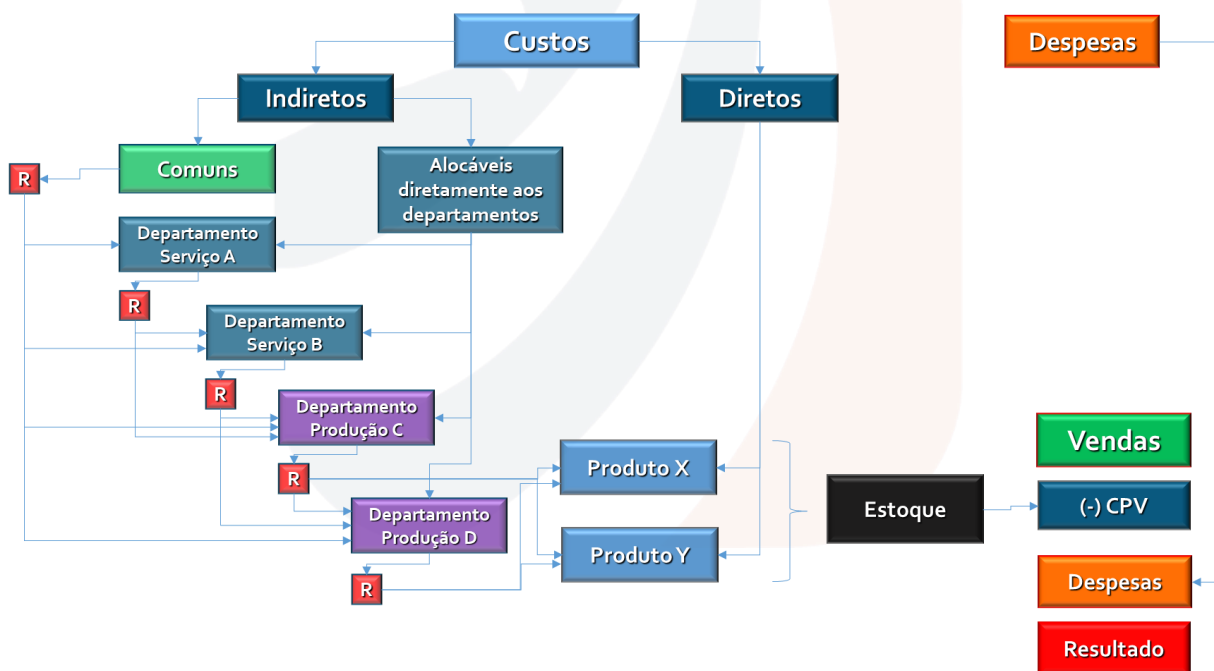 Custos
Despesas
Indiretos
Diretos
R
Comuns
Alocáveis
diretamente aos
departamentos
Departamento
Serviço A
R
Departamento
Serviço B
R
Departamento
Produção C
R
Departamento
Produção D
R
Produto X
Produto Y
Estoque
Vendas
(-) CPV
Despesas
Resultado